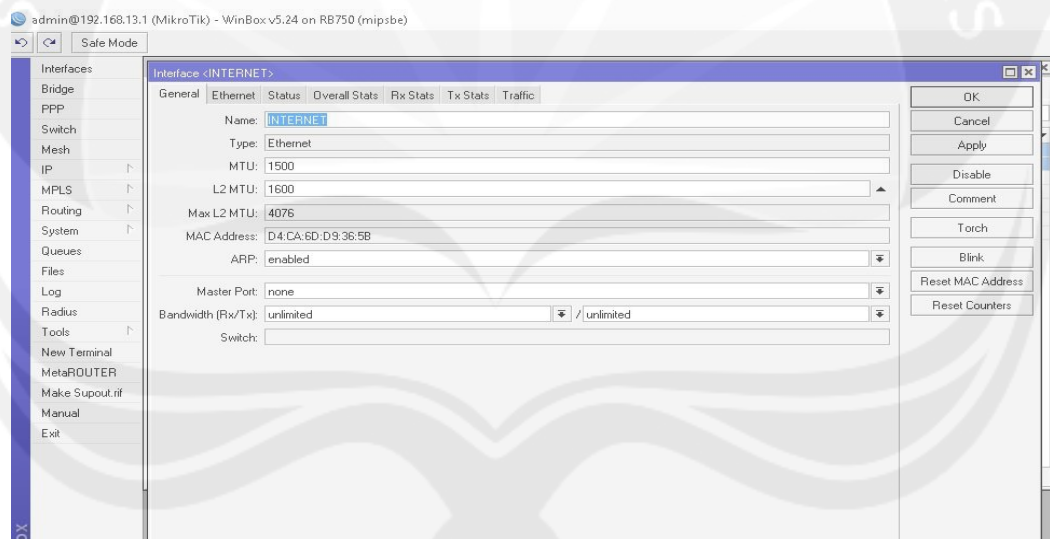 admin@192.168.13.1 (MikroTik) - WinBox v5.24 on RB750 (mipsbe)
Safe Mode
Interfaces
Bridge
PPP
Switch
Mesh
IP
MPLS
Routing
System
Queues
Files
Log
Radius
Tools
New Terminal
MetaROUTER
Make Supout.rif
Manual
Exit
Interface <INTERNET>
General Ethernet Status Overall Stats Rx Stats Tx Stats Traffic
Name: INTERNET
Type: Ethernet
MTU: 1500
L2 MTU: 1600
Max L2 MTU: 4076
MAC Address: D4:CA:6D:D9:36:5B
ARP: enabled
Master Port: none
Bandwidth (Rx/Tx): unlimited / unlimited
Switch:
OK
Cancel
Apply
Disable
Comment
Torch
Blink
Reset MAC Address
Reset Counters